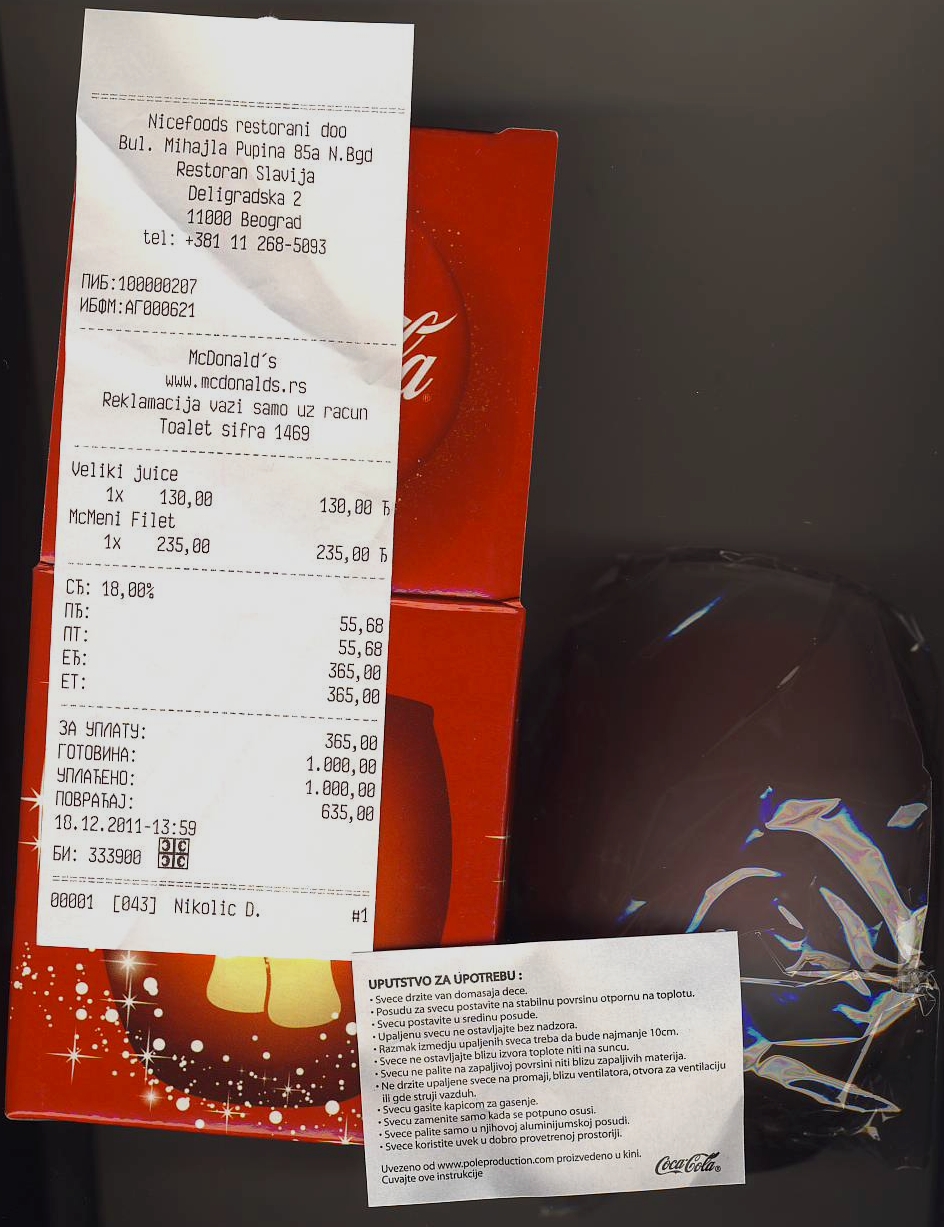 Nicefoods restorani doo
Bul. Mihajla Pupina 85a N.Bgd
Restoran Slavija
Deligradska 2
11000 Beograd
tel: +381 11 268-5093
ПИБ:100000207
ИБФМ:АГ000621
McDonald´s
www.mcdonalds.rs
Reklamacija vazi samo uz racun
Toalet sifra 1469
Veliki juice
1x 130,00 130,00 Ђ
McMeni Filet
1x 235,00 235,00 Ђ
СЂ: 18,00%
ПЂ: 55,68
ПТ: 55,68
ЕЂ: 365,00
ЕТ: 365,00
ЗА УПЛАТУ: 365,00
ГОТОВИНА: 1.000,00
УПЛАЋЕНО: 1.000,00
ПОВРАЋАЈ: 635,00
18.12.2011-13:59
БИ: 333900
00001 [043] Nikolic D. #1
UPUTSTVO ZA UPOTREBU :
• Svece drzite van domasaja dece.
• Posudu za svecu postavite na stabilnu povrsinu otpornu na toplotu.
• Svecu postavite u sredinu posude.
• Upaljenu svecu ne ostavljajte bez nadzora.
• Razmak izmedju upaljenih sveca treba da bude najmanje 10cm.
• Svece ne ostavljajte blizu izvora toplote niti na suncu.
• Svecu ne palite na zapaljivoj povrsini niti blizu zapaljivih materija.
• Ne drzite upaljene svece na promaji, blizu ventilatora, otvora za ventilaciju
ili gde struji vazduh.
• Svecu gasite kapicom za gasenje.
• Svecu zamenite samo kada se potpuno osusi.
• Svece palite samo u njihovoj aluminijumskoj posudi.
• Svece koristite uvek u dobro provetrenoj prostoriji.
Uvezeno od www.poleproduction.com proizvedeno u kini.
Cuvajte ove instrukcije
Coca-Cola®